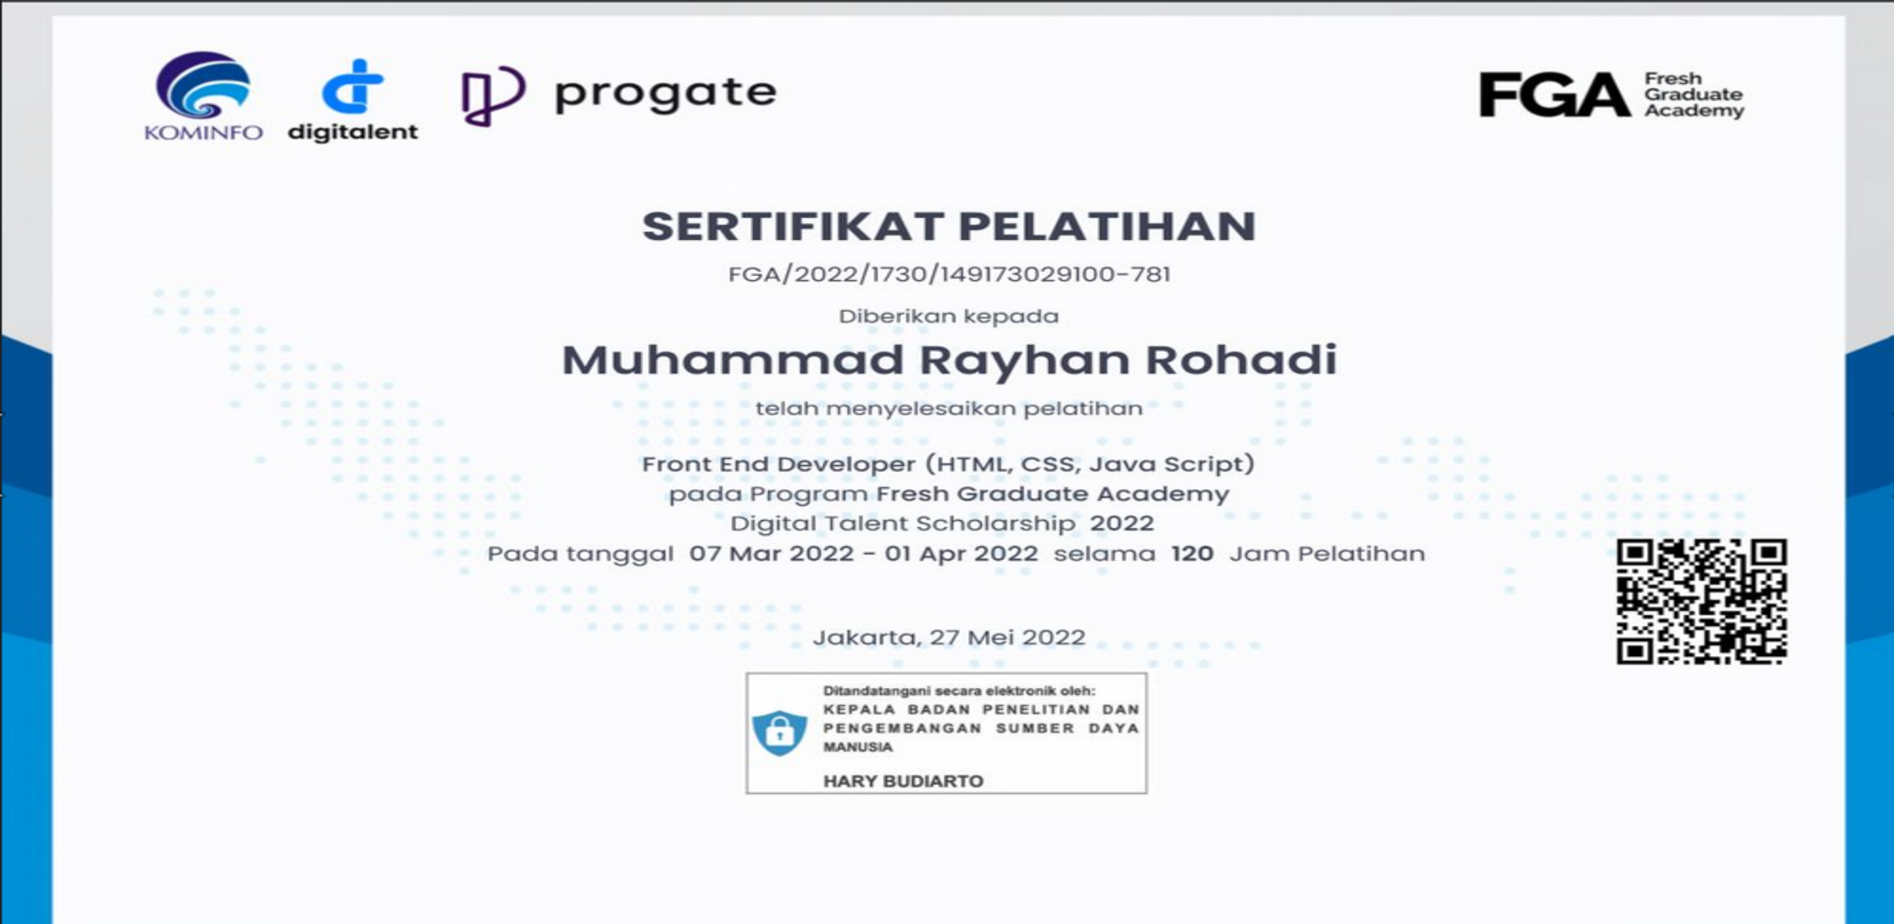 KOMINFO
digitalent
progate
FGA Fresh Graduate Academy
SERTIFIKAT PELATIHAN
FGA/2022/1730/149173029100-781
Diberikan kepada
Muhammad Rayhan Rohadi
telah menyelesaikan pelatihan
Front End Developer (HTML, CSS, Java Script)
pada Program Fresh Graduate Academy
Digital Talent Scholarship 2022
Pada tanggal 07 Mar 2022 - 01 Apr 2022 selama 120 Jam Pelatihan
Jakarta, 27 Mei 2022
Ditandatangani secara elektronik oleh:
KEPALA BADAN PENELITIAN DAN
PENGEMBANGAN SUMBER DAYA
MANUSIA
HARY BUDIARTO